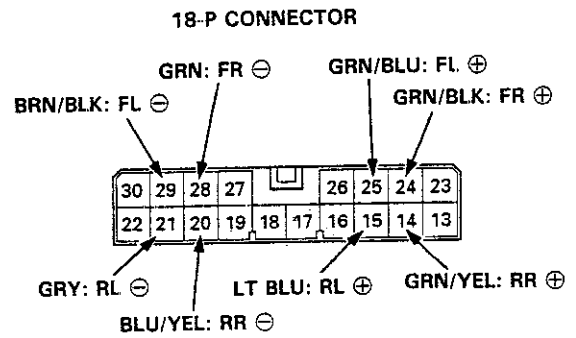 18-P CONNECTOR
GRN: FR ⊖
GRN/BLU: FL ⊕
BRN/BLK: FL ⊖
GRN/BLK: FR ⊕
30 29 28 27 26 25 24 23
22 21 20 19 18 17 16 15 14 13
GRY: RL ⊖
LT BLU: RL ⊕
GRN/YEL: RR ⊕
BLU/YEL: RR ⊖